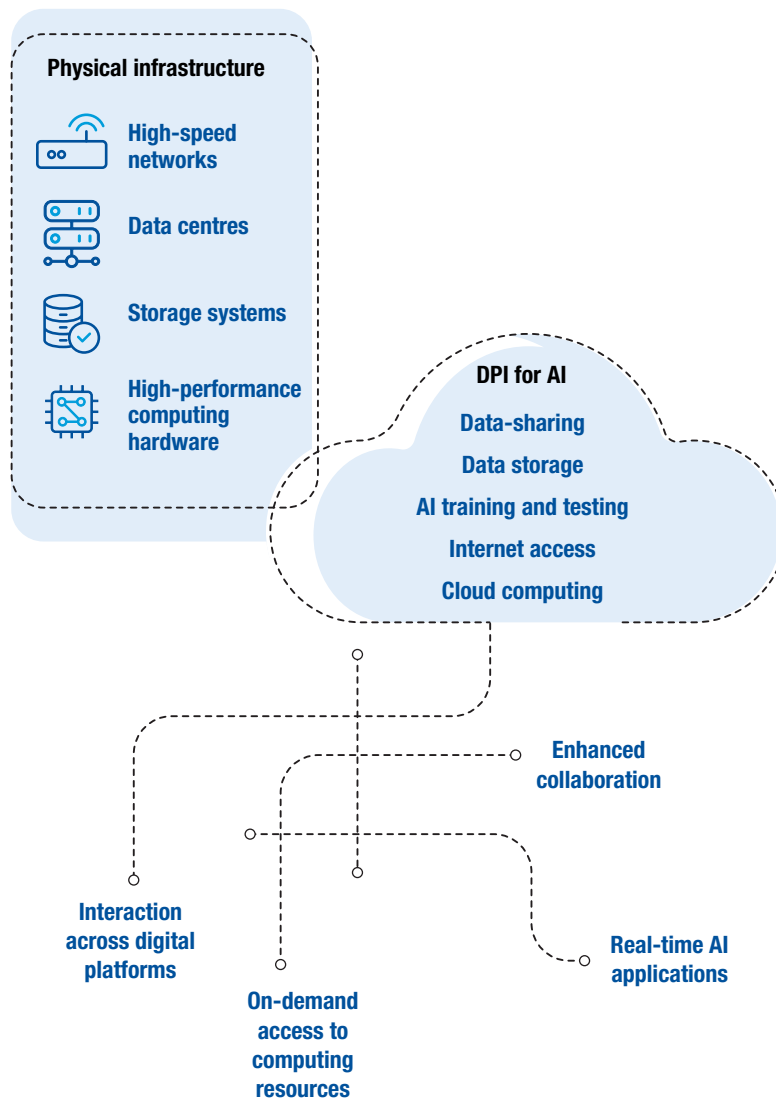 Physical infrastructure
High-speed
networks
Data centres
Storage systems
High-performance
computing
hardware
DPI for AI
Data-sharing
Data storage
AI training and testing
Internet access
Cloud computing
Enhanced
collaboration
Interaction
across digital
platforms
Real-time AI
applications
On-demand
access to
computing
resources